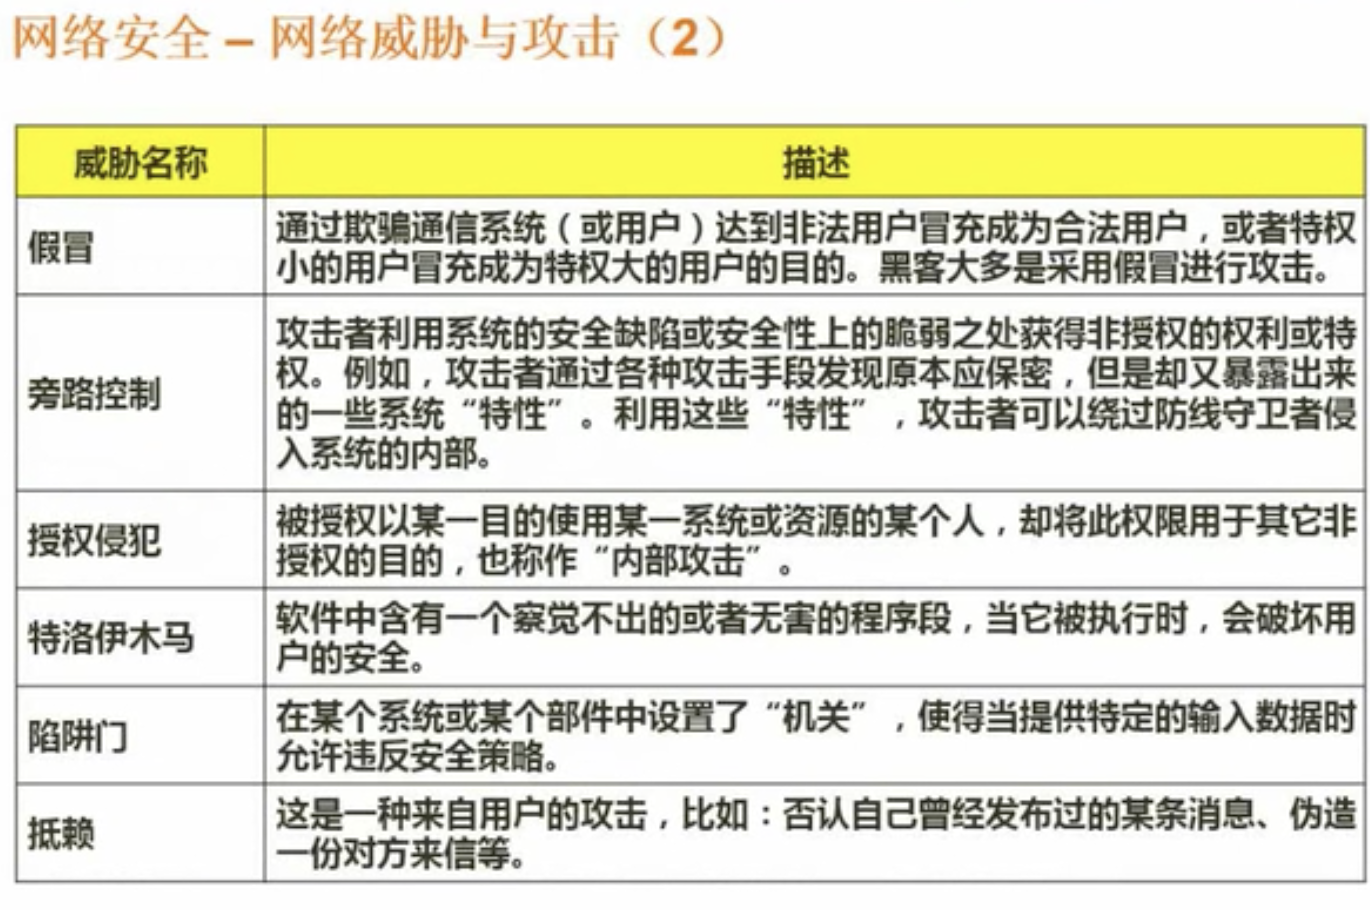 网络安全 – 网络威胁与攻击（2）
威胁名称
描述
假冒
通过欺骗通信系统（或用户）达到非法用户冒充成为合法用户，或者特权
小的用户冒充成为特权大的用户的目的。黑客大多是采用假冒进行攻击。
旁路控制
攻击者利用系统的安全缺陷或安全性上的脆弱之处获得非授权的权利或特
权。例如，攻击者通过各种攻击手段发现原本应保密，但是却又暴露出来
的一些系统“特性”。利用这些“特性”，攻击者可以绕过防线守卫者侵
入系统的内部。
授权侵犯
被授权以某一目的使用某一系统或资源的某个人，却将此权限用于其它非
授权的目的，也称作“内部攻击”。
特洛伊木马
软件中含有一个察觉不出的或者无害的程序段，当它被执行时，会破坏用
户的安全。
陷阱门
在某个系统或某个部件中设置了“机关”，使得当提供特定的输入数据时
允许违反安全策略。
抵赖
这是一种来自用户的攻击，比如：否认自己曾经发布过的某条消息、伪造
一份对方来信等。